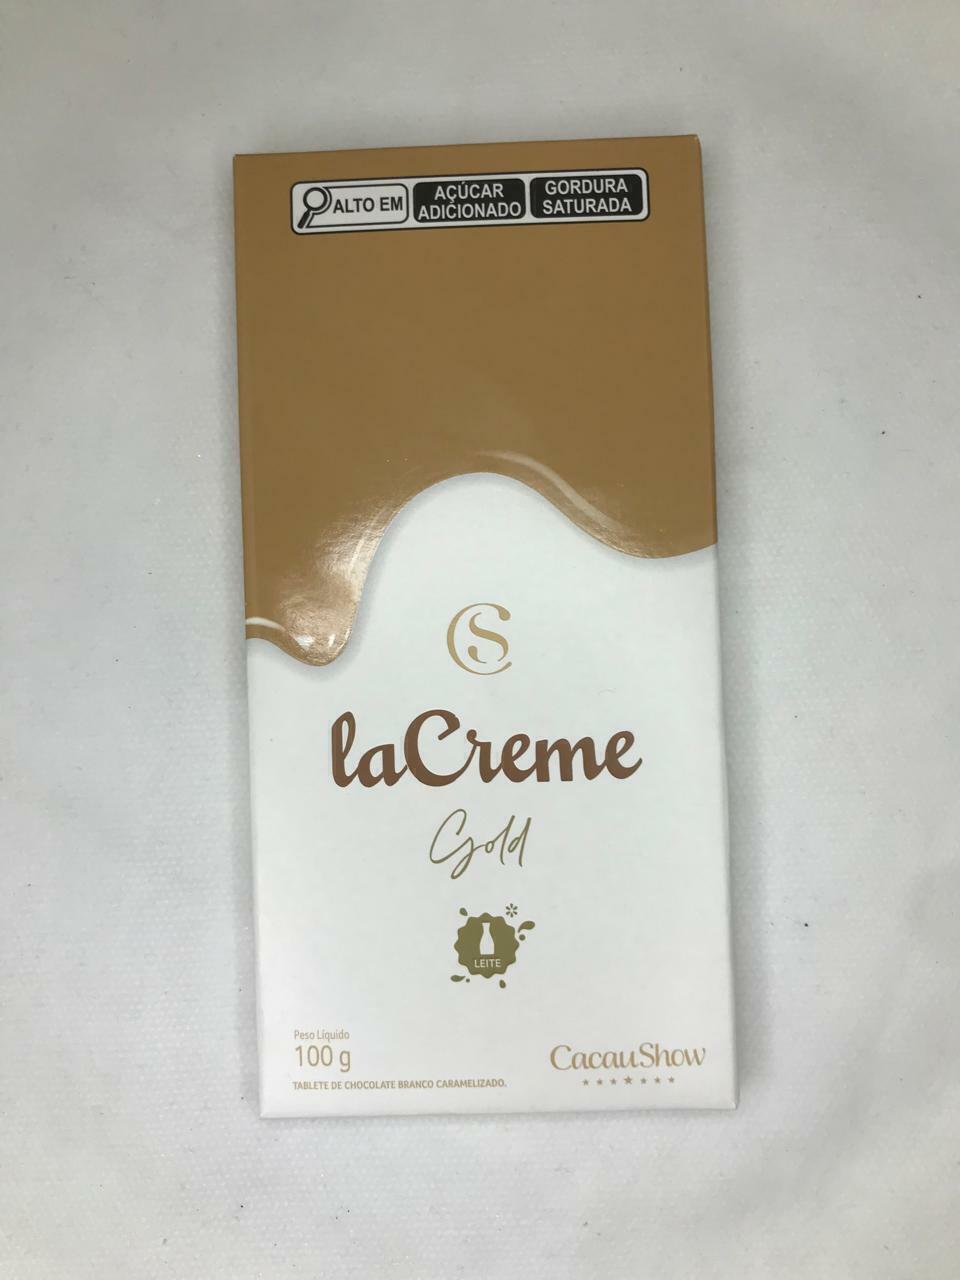 ALTO EM
AÇÚCAR
ADICIONADO
GORDURA
SATURADA
CS
laCreme
Gold
LEITE
Peso Líquido
100 g
TABLETE DE CHOCOLATE BRANCO CARAMELIZADO.
CacauShow